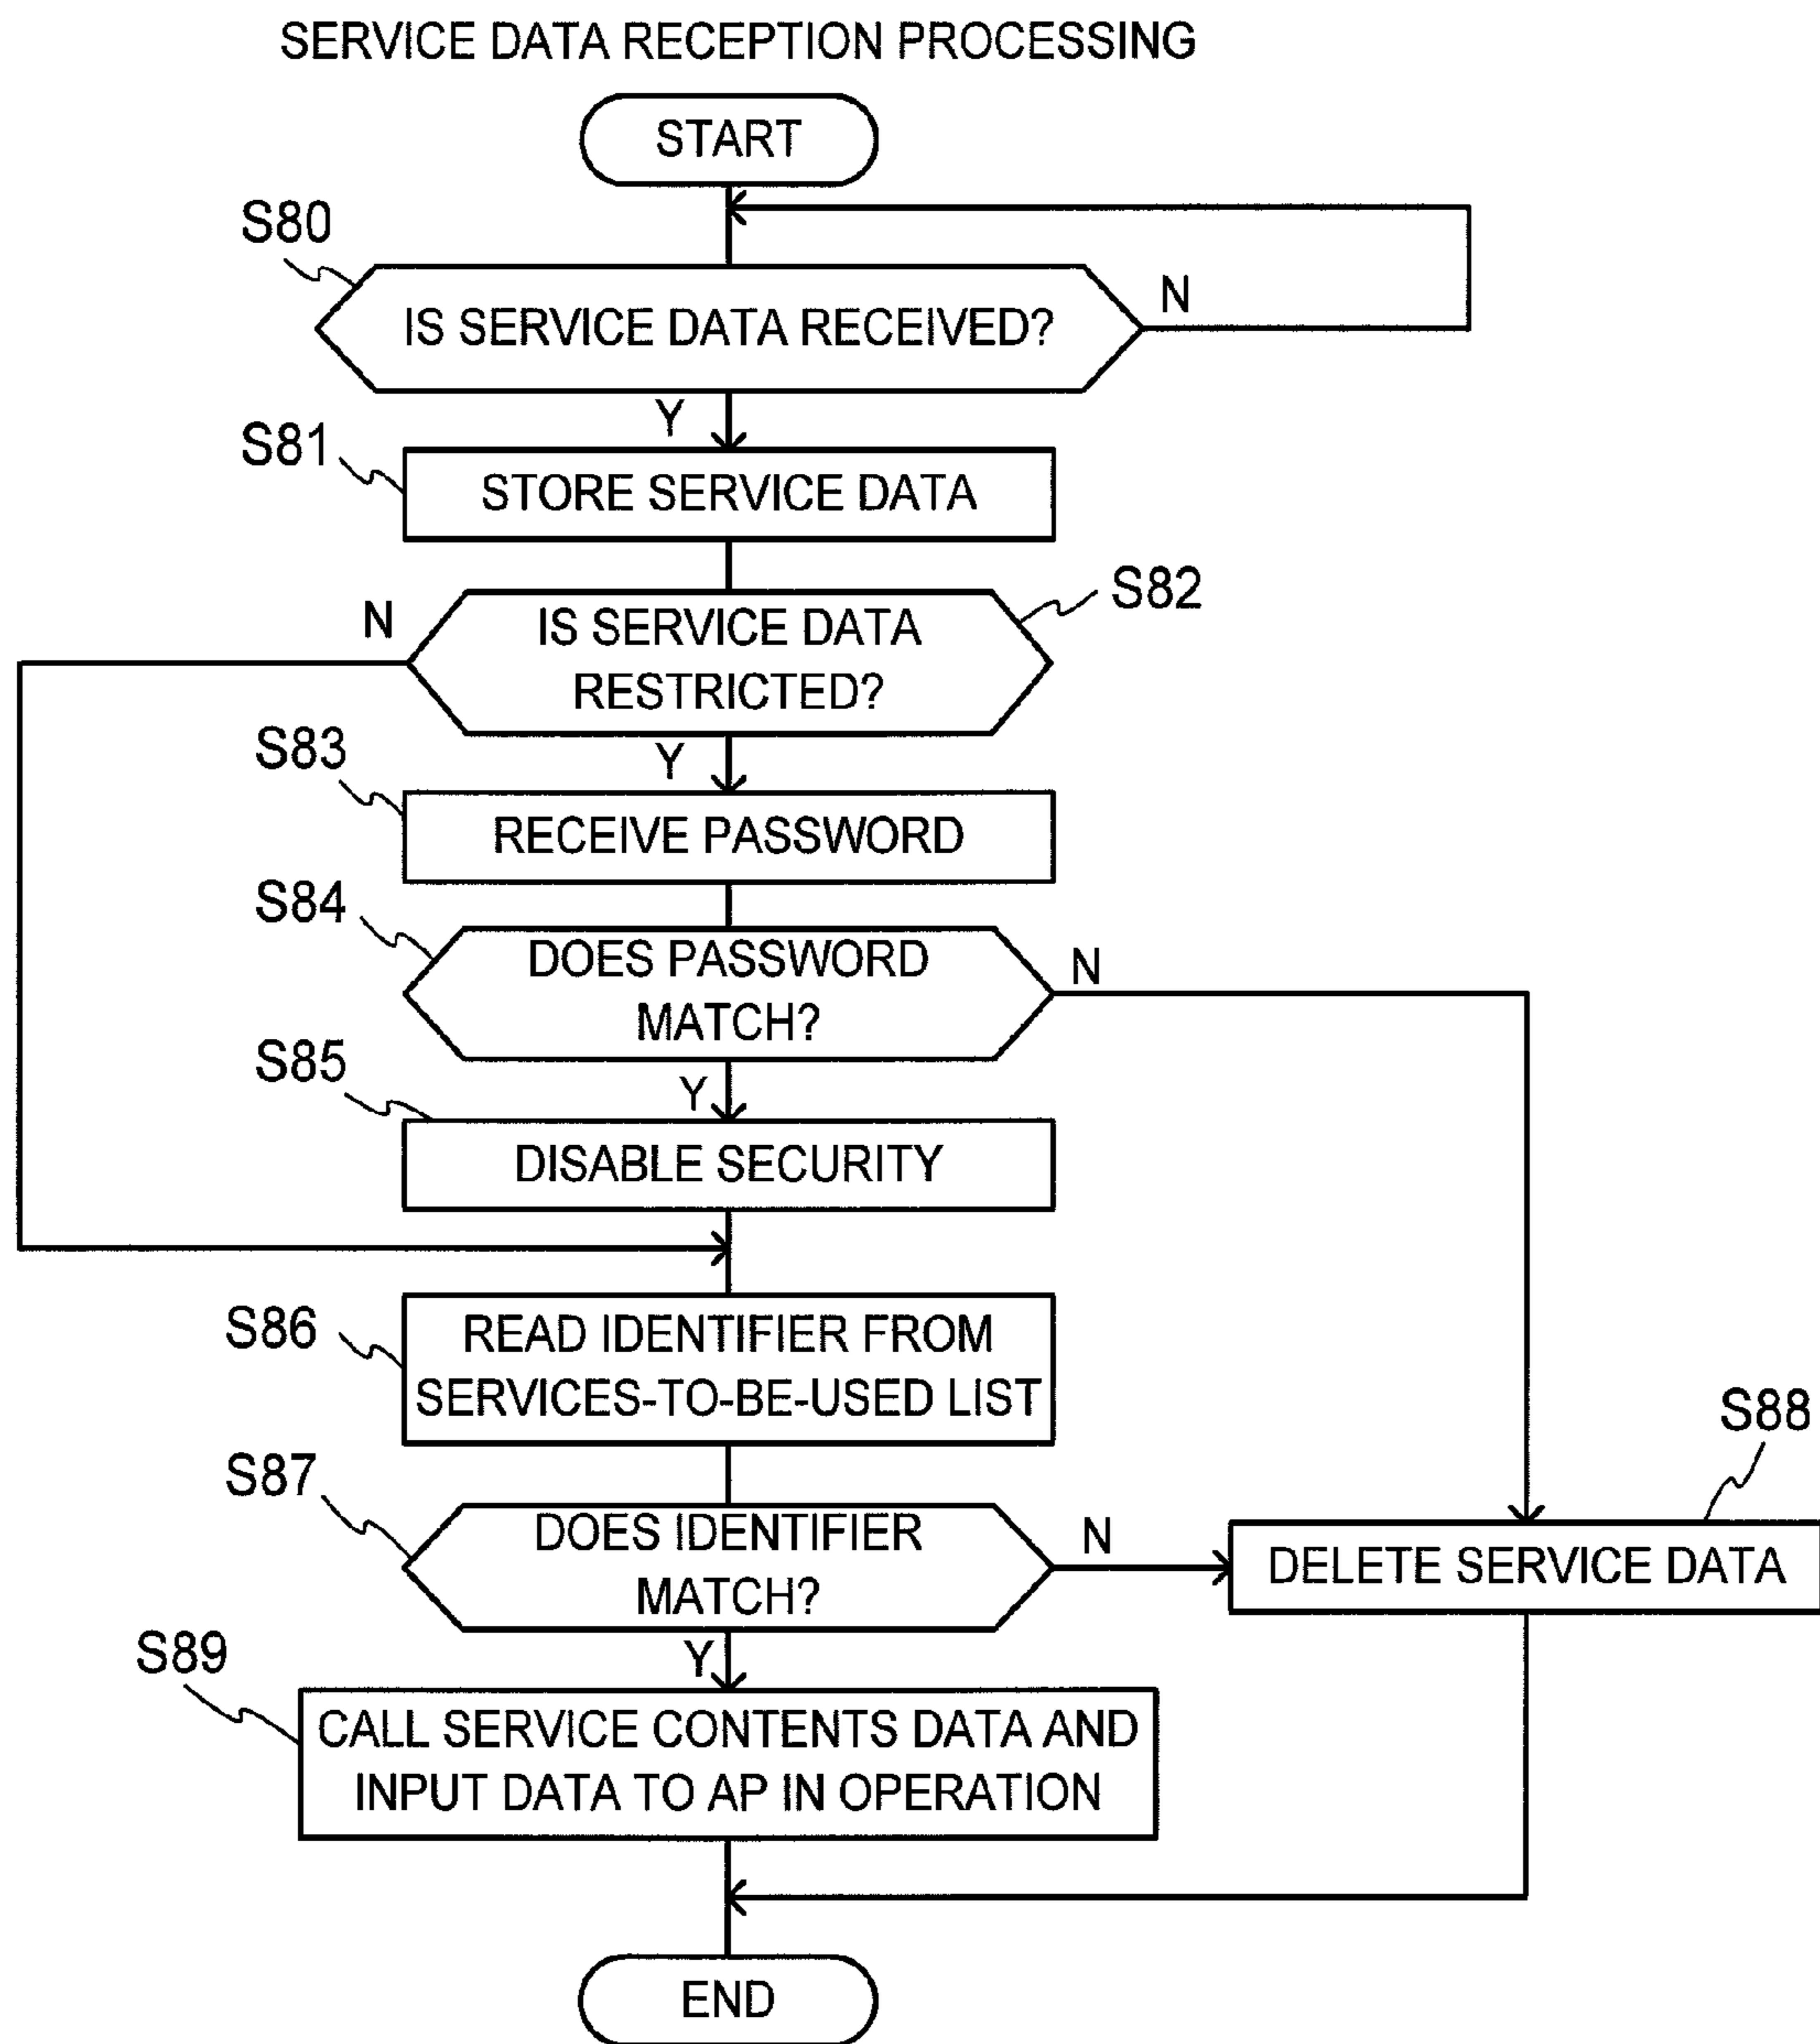 SERVICE DATA RECEPTION PROCESSING
START
S80
IS SERVICE DATA RECEIVED?
N
Y
S81
STORE SERVICE DATA
S82
N
IS SERVICE DATA
RESTRICTED?
S83
Y
RECEIVE PASSWORD
S84
DOES PASSWORD
MATCH?
N
S85
Y
DISABLE SECURITY
S86
READ IDENTIFIER FROM
SERVICES-TO-BE-USED LIST
S87
DOES IDENTIFIER
MATCH?
N
S88
DELETE SERVICE DATA
S89
Y
CALL SERVICE CONTENTS DATA AND
INPUT DATA TO AP IN OPERATION
END